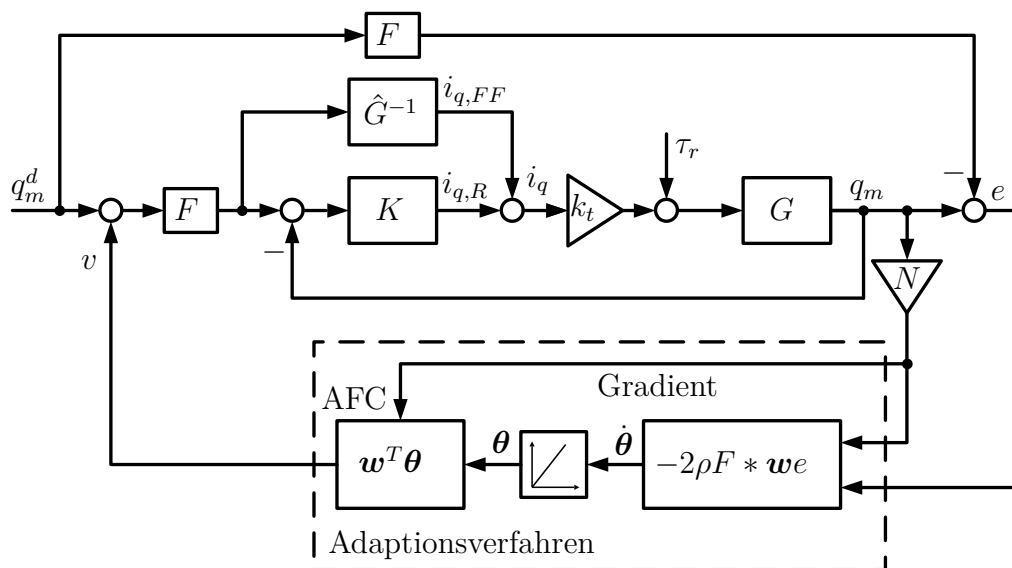 F
Ĝ⁻¹
i_{q,FF}
q_m^d
F
K
i_{q,R}
i_q
k_t
τ_r
G
q_m
−
e
v
−
N
AFC
Gradient
w^T θ
θ
θ̇
−2ρF ∗ we
Adaptionsverfahren